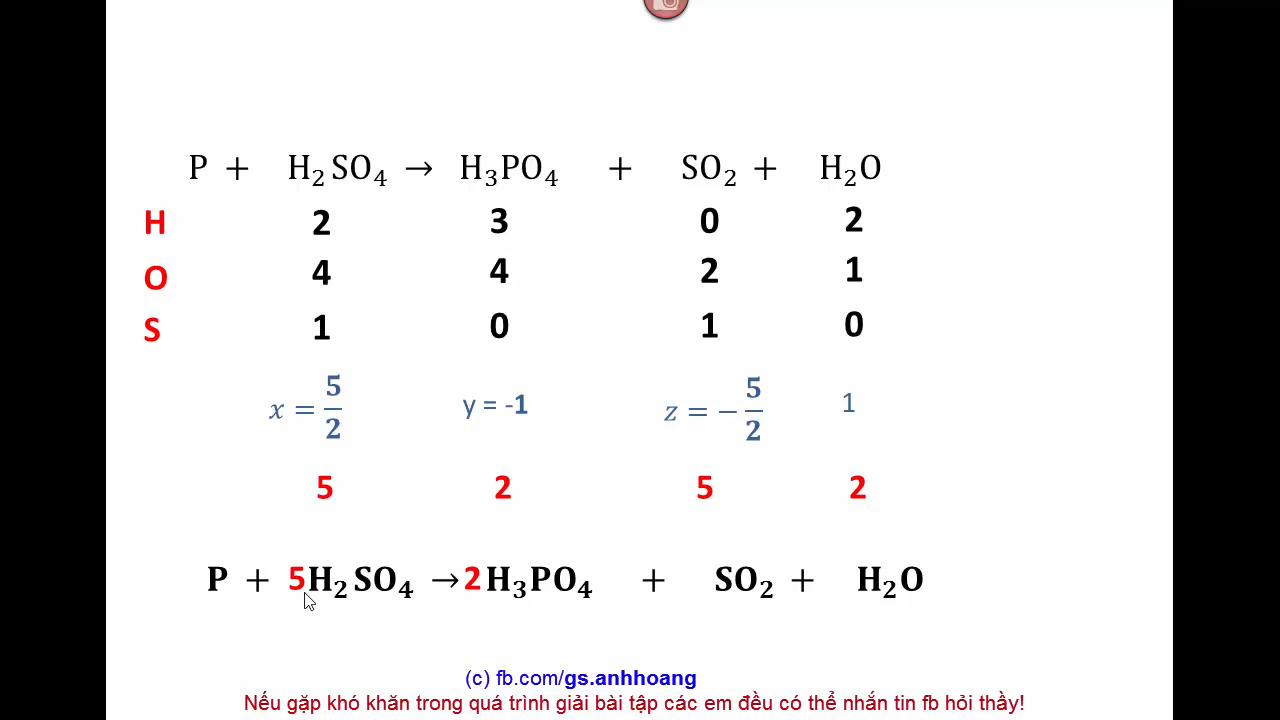 P + H₂SO₄ → H₃PO₄ + SO₂ + H₂O
H 2 3 0 2
O 4 4 2 1
S 1 0 1 0
x = 5/2 y = -1 z = −5/2 1
5 2 5 2
P + 5H₂SO₄ → 2 H₃PO₄ + SO₂ + H₂O
(c) fb.com/gs.anhhoang
Nếu gặp khó khăn trong quá trình giải bài tập các em đều có thể nhắn tin fb hỏi thầy!